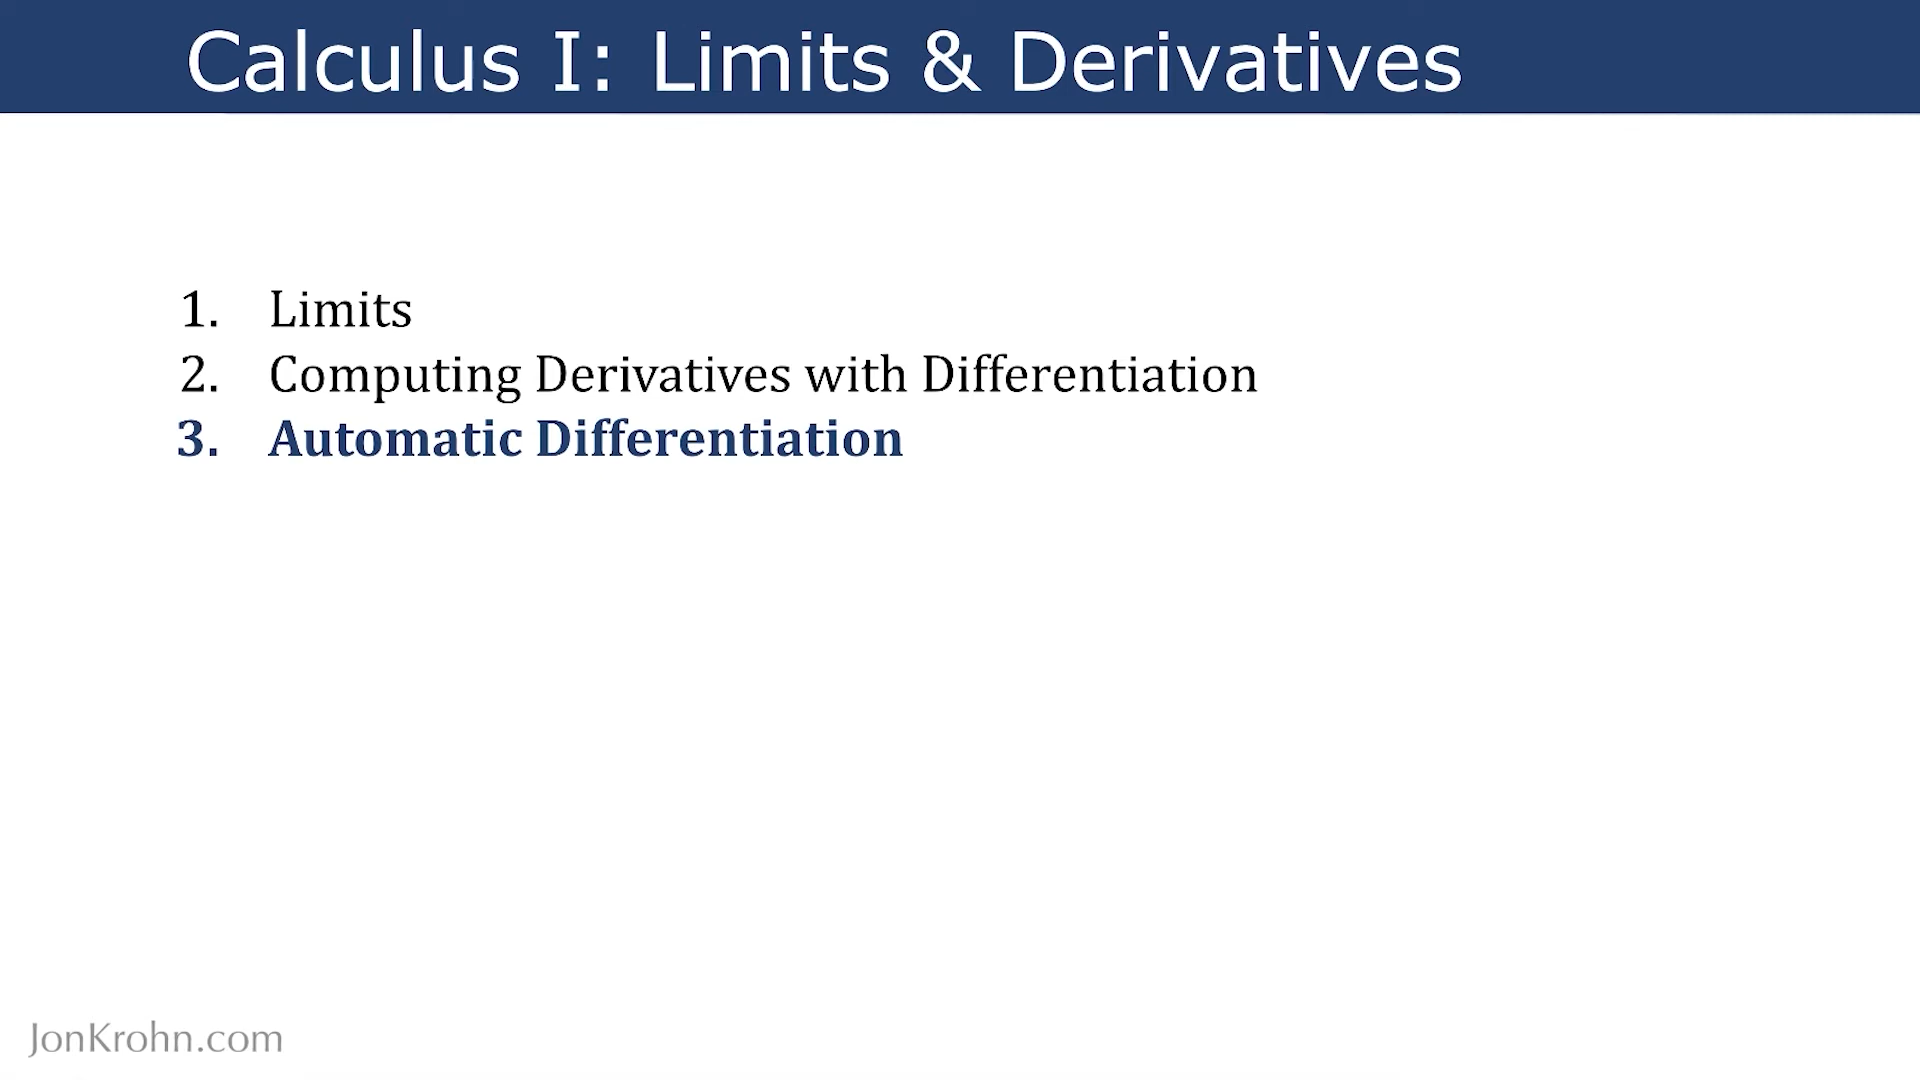 Calculus I: Limits & Derivatives
1. Limits
2. Computing Derivatives with Differentiation
3. Automatic Differentiation
JonKrohn.com